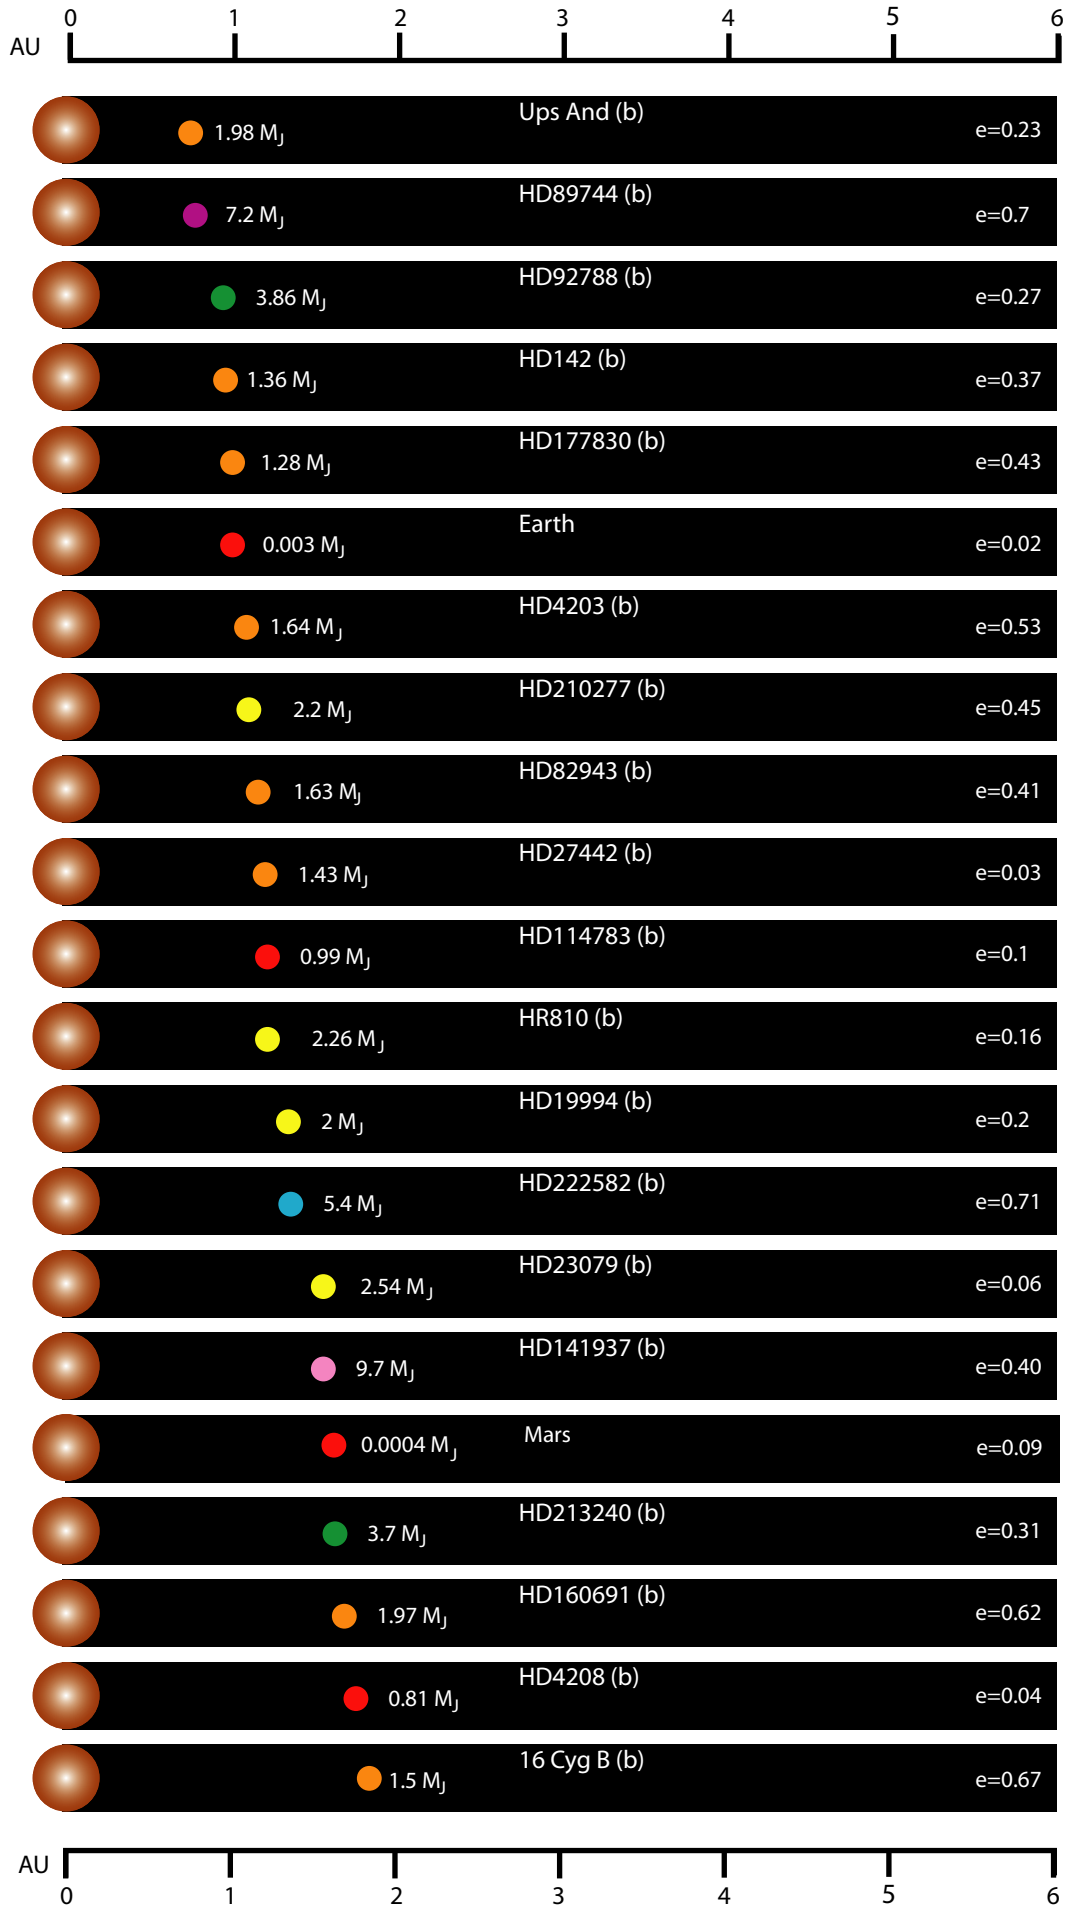 0 1 2 3 4 5 6
AU
Ups And (b)
1.98 MJ e=0.23
HD89744 (b)
7.2 MJ e=0.7
HD92788 (b)
3.86 MJ e=0.27
HD142 (b)
1.36 MJ e=0.37
HD177830 (b)
1.28 MJ e=0.43
Earth
0.003 MJ e=0.02
HD4203 (b)
1.64 MJ e=0.53
HD210277 (b)
2.2 MJ e=0.45
HD82943 (b)
1.63 MJ e=0.41
HD27442 (b)
1.43 MJ e=0.03
HD114783 (b)
0.99 MJ e=0.1
HR810 (b)
2.26 MJ e=0.16
HD19994 (b)
2 MJ e=0.2
HD222582 (b)
5.4 MJ e=0.71
HD23079 (b)
2.54 MJ e=0.06
HD141937 (b)
9.7 MJ e=0.40
Mars
0.0004 MJ e=0.09
HD213240 (b)
3.7 MJ e=0.31
HD160691 (b)
1.97 MJ e=0.62
HD4208 (b)
0.81 MJ e=0.04
16 Cyg B (b)
1.5 MJ e=0.67
AU
0 1 2 3 4 5 6